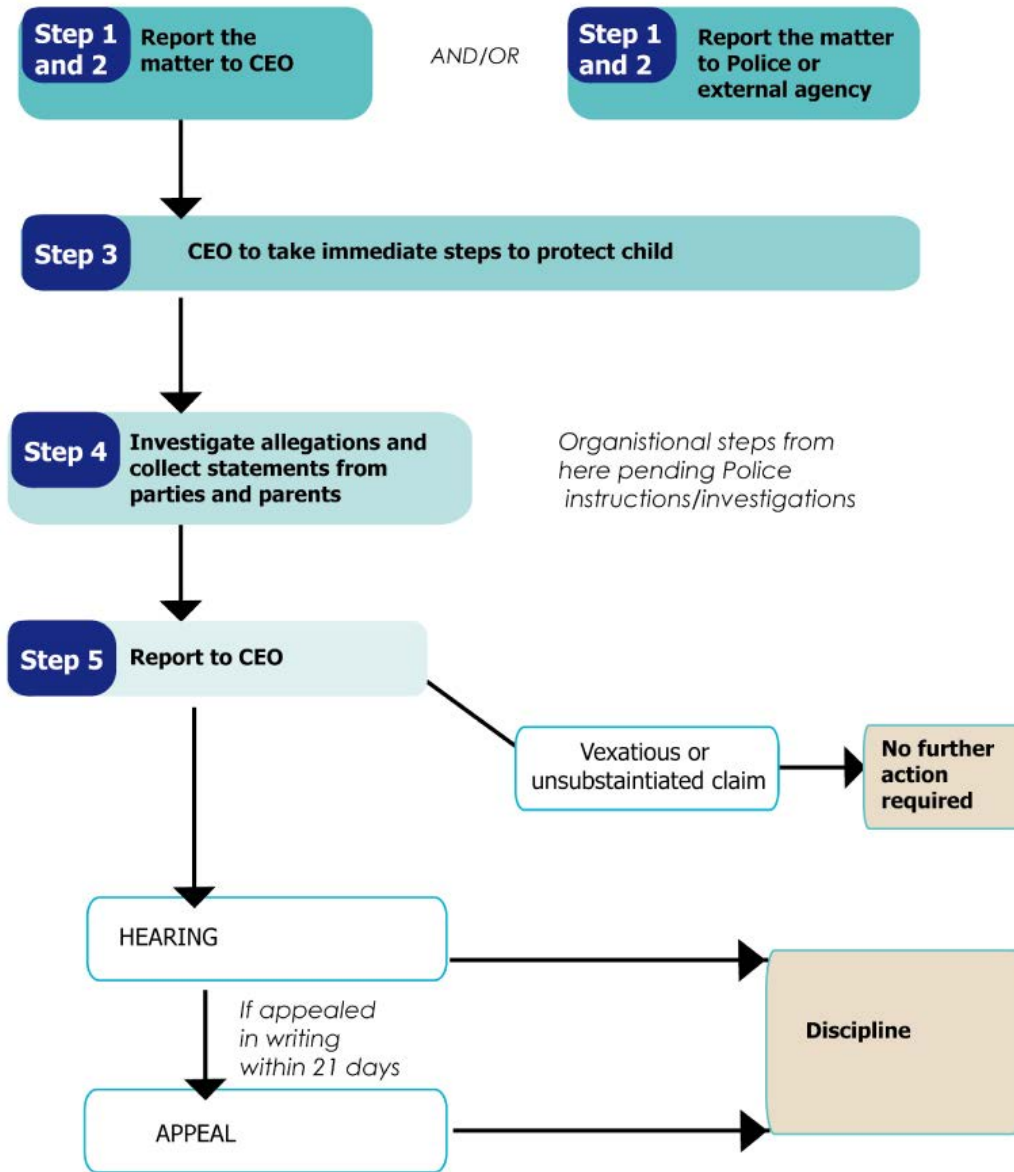 Step 1
and 2
Report the
matter to CEO
AND/OR
Step 1
and 2
Report the matter
to Police or
external agency
Step 3
CEO to take immediate steps to protect child
Step 4
Investigate allegations and
collect statements from
parties and parents
Organistional steps from
here pending Police
instructions/investigations
Step 5
Report to CEO
Vexatious or
unsubstaintiated claim
No further
action
required
HEARING
If appealed
in writing
within 21 days
Discipline
APPEAL